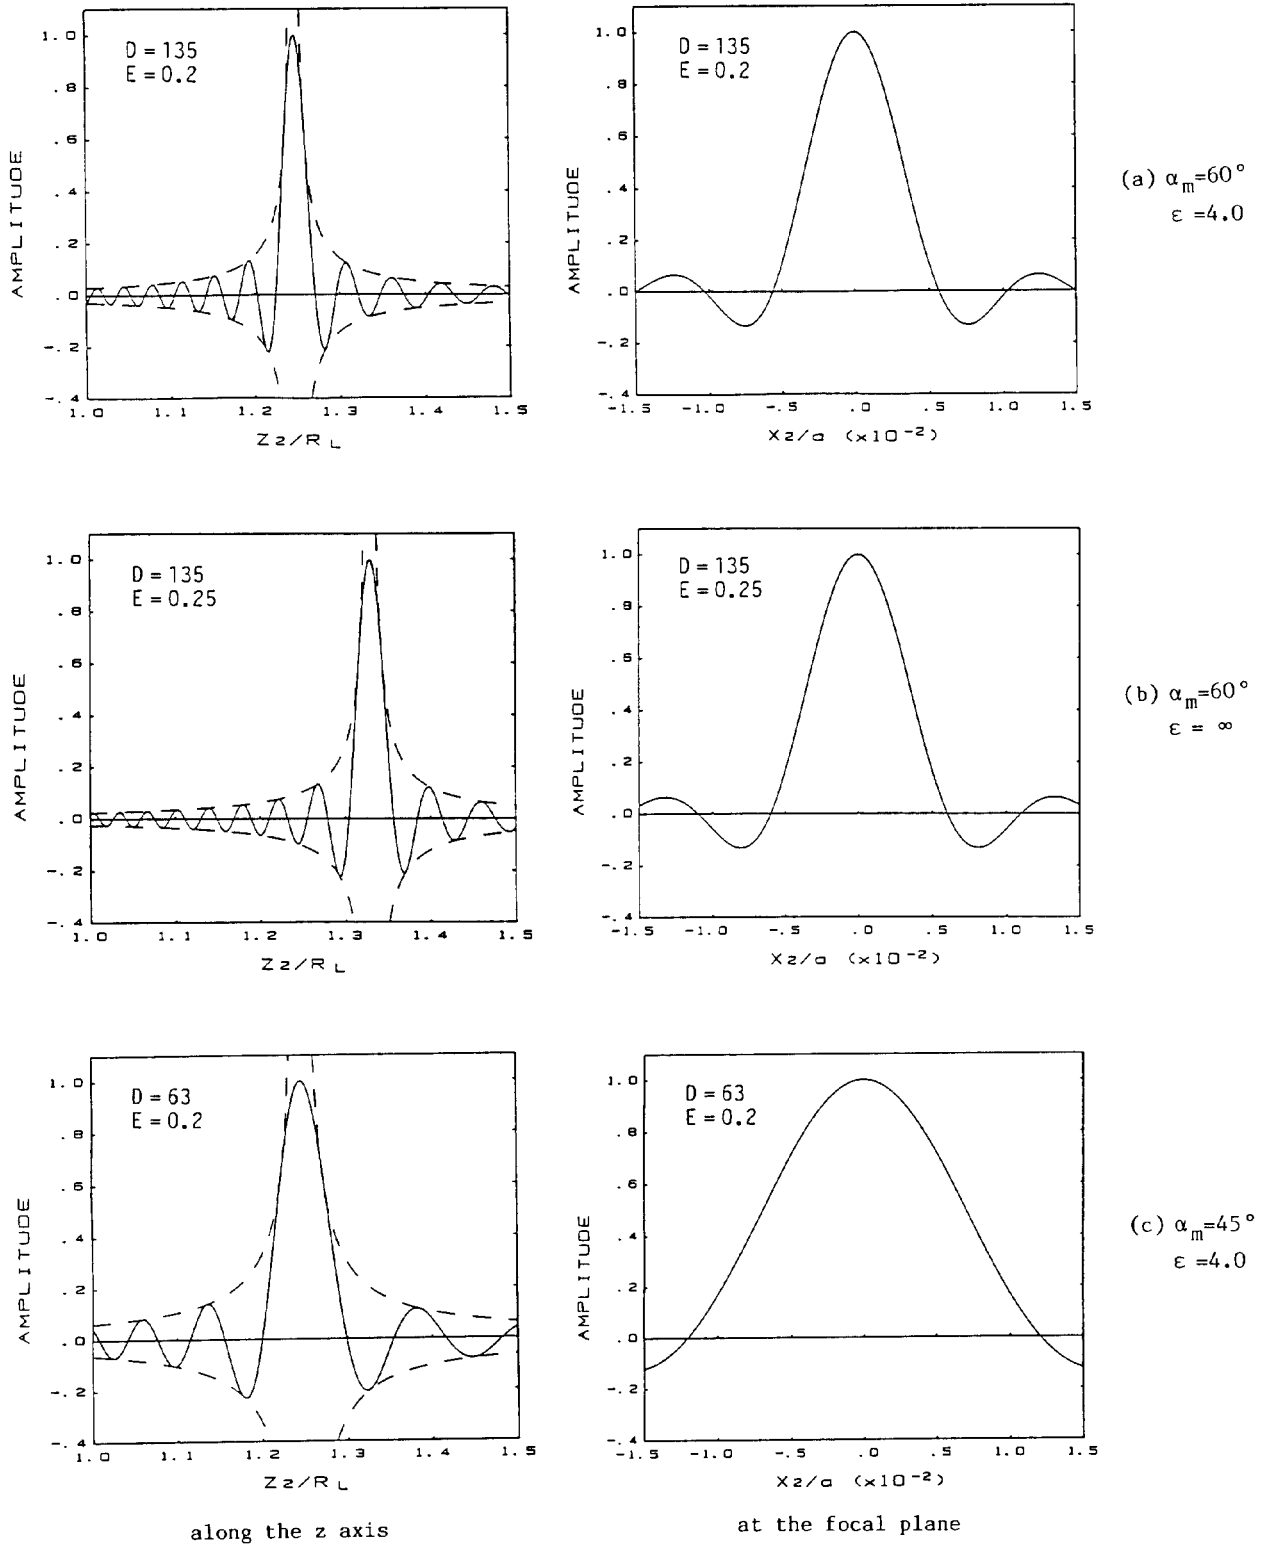 D = 135
E = 0.2
1.0
.8
.6
.4
.2
.0
-.2
-.4
AMPLITUDE
1.0 1.1 1.2 1.3 1.4 1.5
Z2/RL
D = 135
E = 0.2
1.0
.8
.6
.4
.2
.0
-.2
-.4
AMPLITUDE
-1.5 -1.0 -.5 .0 .5 1.0 1.5
X2/a (x10-2)
(a) αm=60°
ε =4.0
D = 135
E = 0.25
1.0
.8
.6
.4
.2
.0
-.2
-.4
AMPLITUDE
1.0 1.1 1.2 1.3 1.4 1.5
Z2/RL
D = 135
E = 0.25
1.0
.8
.6
.4
.2
.0
-.2
-.4
AMPLITUDE
-1.5 -1.0 -.5 .0 .5 1.0 1.5
X2/a (x10-2)
(b) αm=60°
ε = ∞
D = 63
E = 0.2
1.0
.8
.6
.4
.2
.0
-.2
-.4
AMPLITUDE
1.0 1.1 1.2 1.3 1.4 1.5
Z2/RL
D = 63
E = 0.2
1.0
.8
.6
.4
.2
.0
-.2
-.4
AMPLITUDE
-1.5 -1.0 -.5 .0 .5 1.0 1.5
X2/a (x10-2)
(c) αm=45°
ε =4.0
along the z axis
at the focal plane